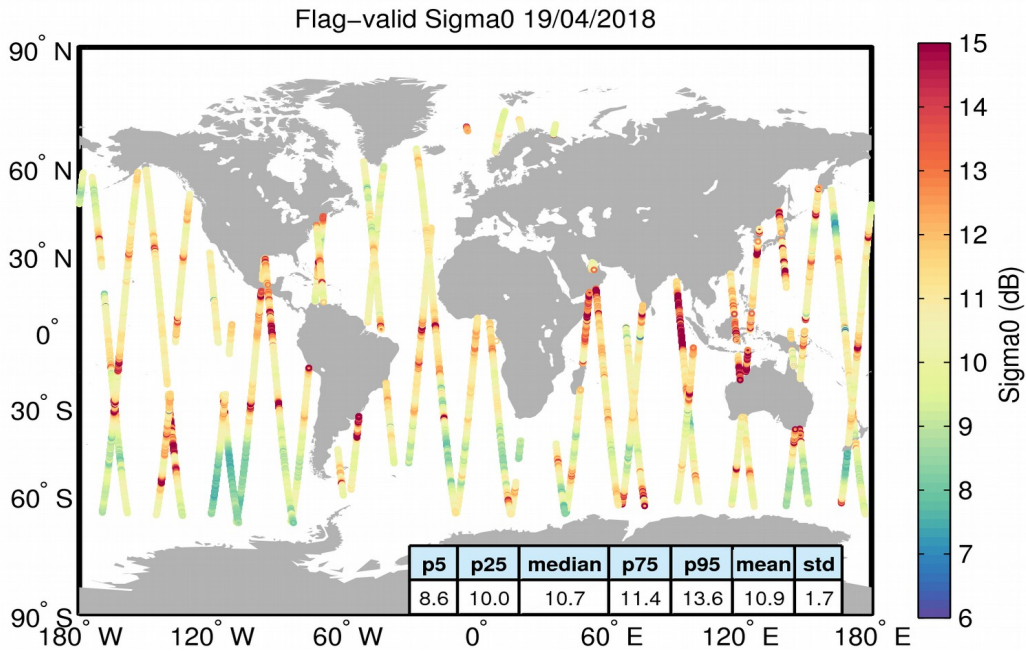 Flag−valid Sigma0 19/04/2018
90° N
60° N
30° N
0°
30° S
60° S
90° S
180° W
120° W
60° W
0°
60° E
120° E
180° E
p5 p25 median p75 p95 mean std
8.6 10.0 10.7 11.4 13.6 10.9 1.7
15
14
13
12
11
10
9
8
7
6
Sigma0 (dB)